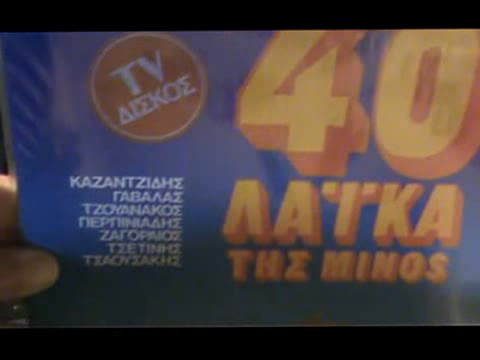 TV
ΔΙΣΚΟΣ
40
ΛΑΪΚΑ
ΤΗΣ MINOS
ΚΑΖΑΝΤΖΙΔΗΣ
ΓΑΒΑΛΑΣ
ΤΖΟΥΑΝΑΚΟΣ
ΠΕΡΠΙΝΙΑΔΗΣ
ΖΑΓΟΡΑΙΟΣ
ΤΣΕΤΙΝΗΣ
ΤΣΑΟΥΣΑΚΗΣ